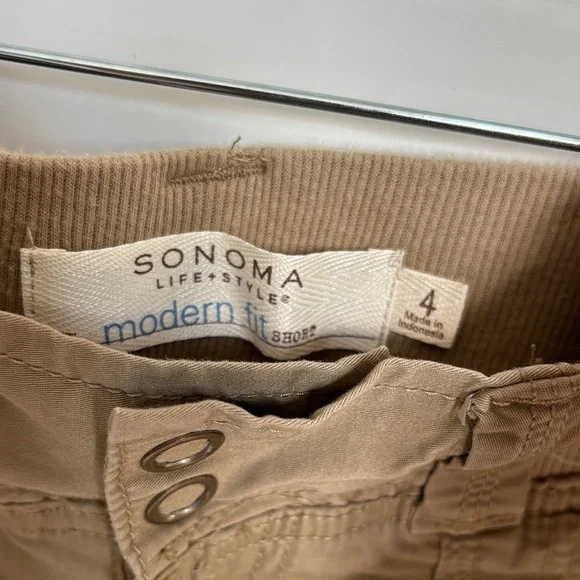 SONOMA
LIFE+STYLE®
modern fit SHORT
4
Made in
Indonesia